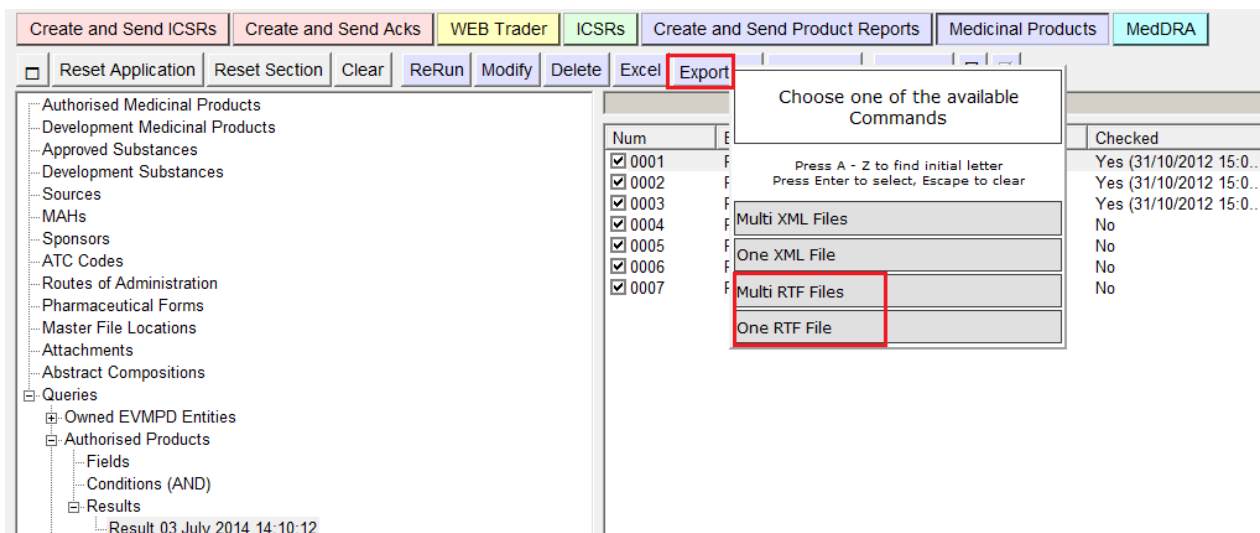 Create and Send ICSRs Create and Send Acks WEB Trader ICSRs Create and Send Product Reports Medicinal Products MedDRA
Reset Application Reset Section Clear ReRun Modify Delete Excel Export
Authorised Medicinal Products
Development Medicinal Products
Approved Substances
Development Substances
Sources
MAHs
Sponsors
ATC Codes
Routes of Administration
Pharmaceutical Forms
Master File Locations
Attachments
Abstract Compositions
Queries
Owned EVMPD Entities
Authorised Products
Fields
Conditions (AND)
Results
Result 03 July 2014 14:10:12
Num Checked
0001 Yes (31/10/2012 15:0...
0002 Yes (31/10/2012 15:0...
0003 Yes (31/10/2012 15:0...
0004 No
0005 No
0006 No
0007 No
Choose one of the available
Commands
Press A - Z to find initial letter
Press Enter to select, Escape to clear
Multi XML Files
One XML File
Multi RTF Files
One RTF File